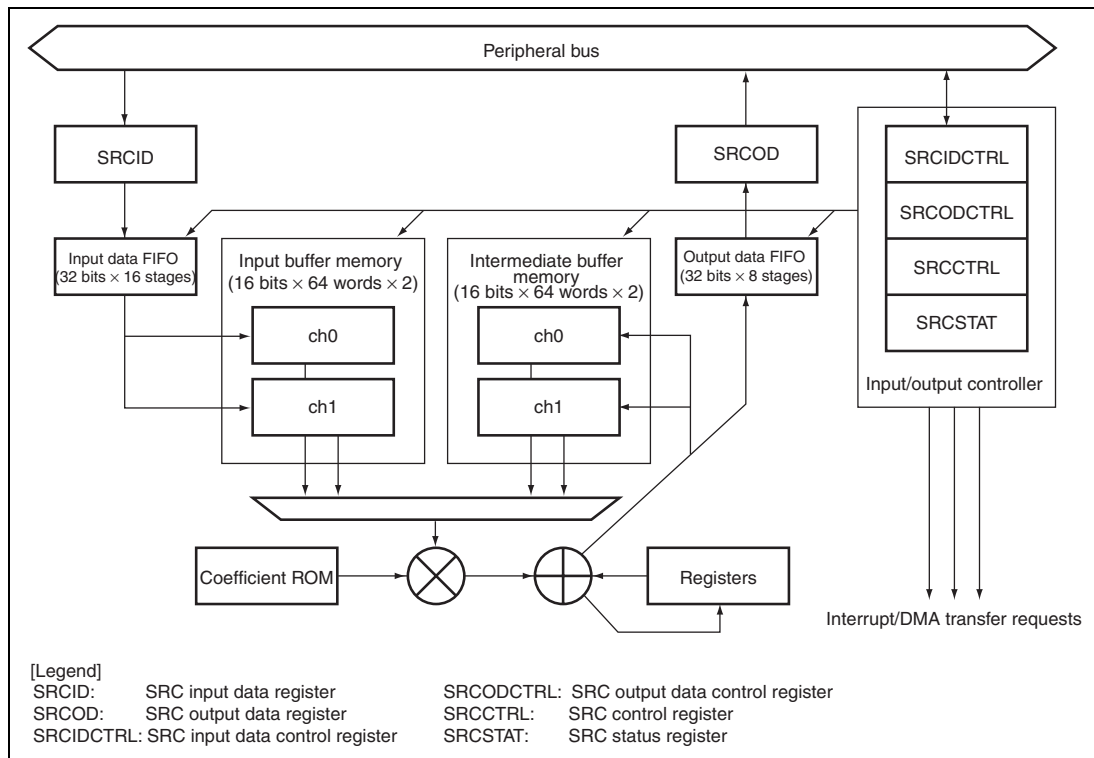 Peripheral bus
SRCID
SRCOD
SRCIDCTRL
SRCODCTRL
SRCCTRL
SRCSTAT
Input/output controller
Input data FIFO
(32 bits × 16 stages)
Input buffer memory
(16 bits × 64 words × 2)
ch0
ch1
Intermediate buffer
memory
(16 bits × 64 words × 2)
ch0
ch1
Output data FIFO
(32 bits × 8 stages)
Coefficient ROM
Registers
Interrupt/DMA transfer requests
[Legend]
SRCID: SRC input data register
SRCOD: SRC output data register
SRCIDCTRL: SRC input data control register
SRCODCTRL: SRC output data control register
SRCCTRL: SRC control register
SRCSTAT: SRC status register